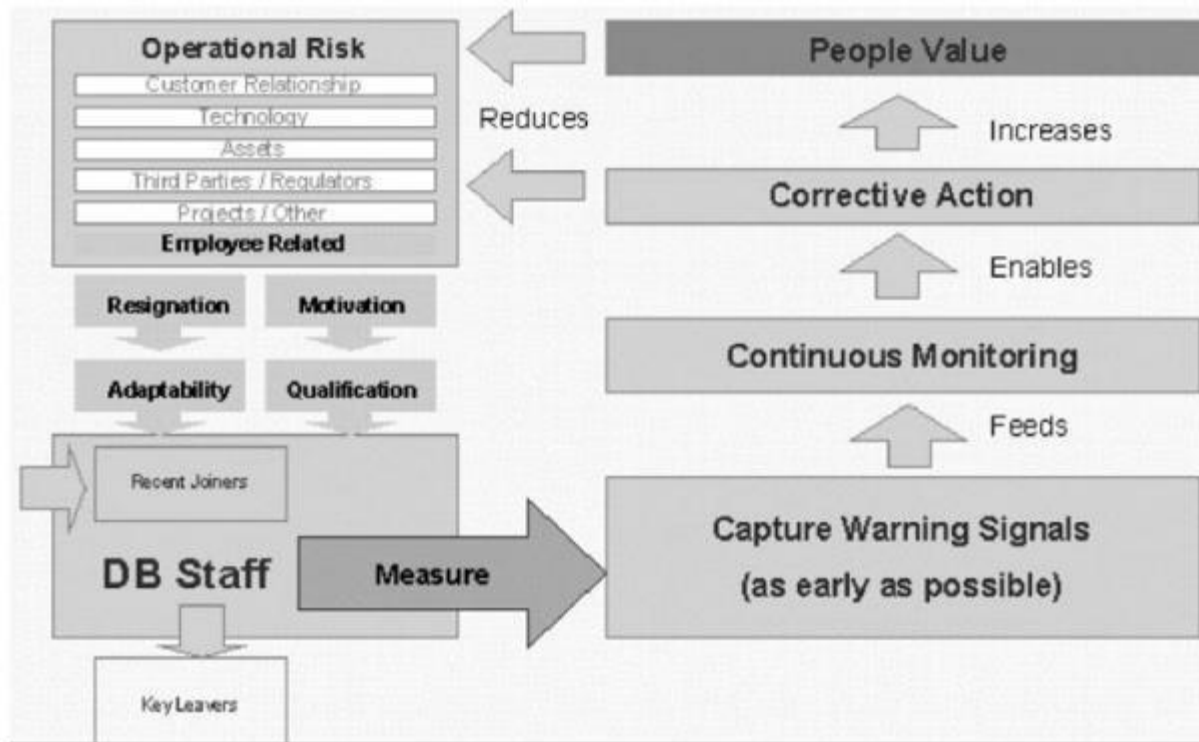 Operational Risk
Customer Relationship
Technology
Assets
Third Parties / Regulators
Projects / Other
Employee Related
Resignation
Motivation
Adaptability
Qualification
Recent Joiners
DB Staff
Key Leavers
Measure
Reduces
People Value
Increases
Corrective Action
Enables
Continuous Monitoring
Feeds
Capture Warning Signals
(as early as possible)